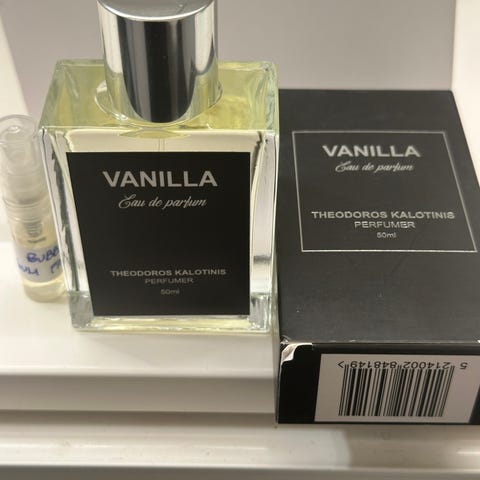 VANILLA
Eau de parfum
THEODOROS KALOTINIS
PERFUMER
50ml
VANILLA
Eau de parfum
THEODOROS KALOTINIS
PERFUMER
50ml
5 214002 848149 >